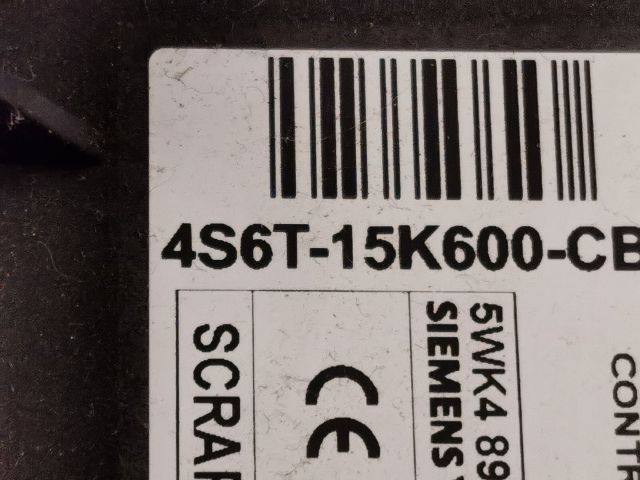 4S6T-15K600-CB
SCRAP
CE
5WK4 89
SIEMENS
CONTR